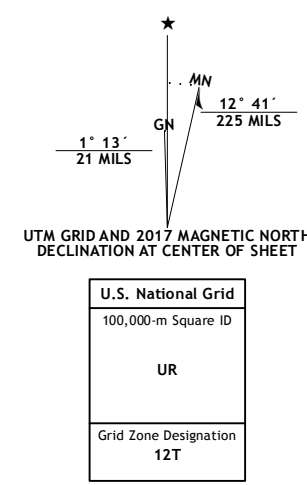 ★
MN
GN
12° 41´
225 MILS
1° 13´
21 MILS
UTM GRID AND 2017 MAGNETIC NORTH
DECLINATION AT CENTER OF SHEET
U.S. National Grid
100,000-m Square ID
UR
Grid Zone Designation
12T